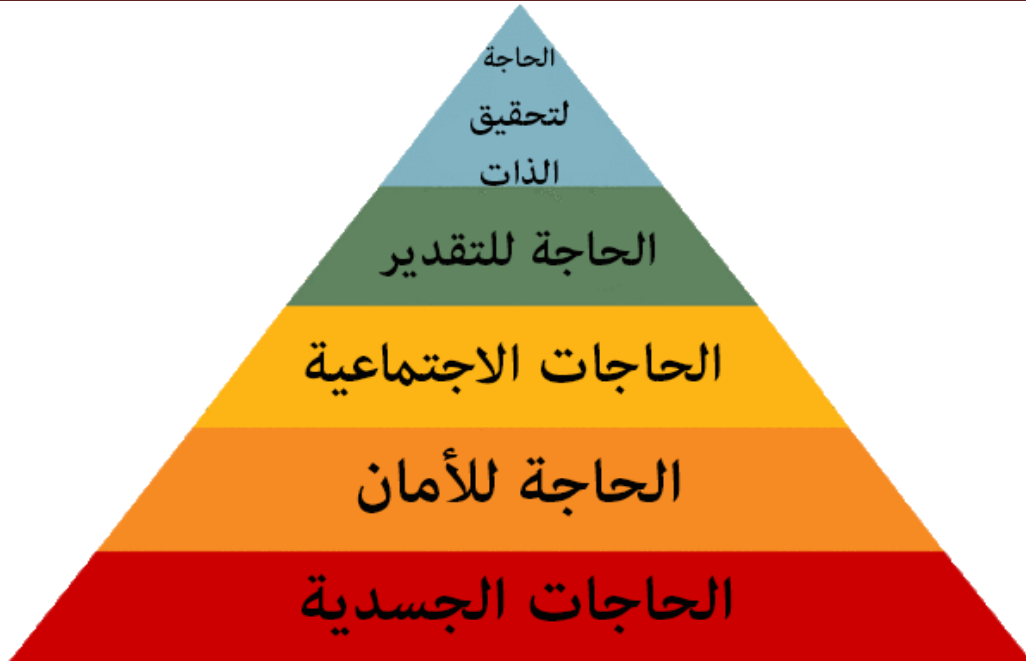 الحاجة
لتحقيق
الذات
الحاجة للتقدير
الحاجات الاجتماعية
الحاجة للأمان
الحاجات الجسدية